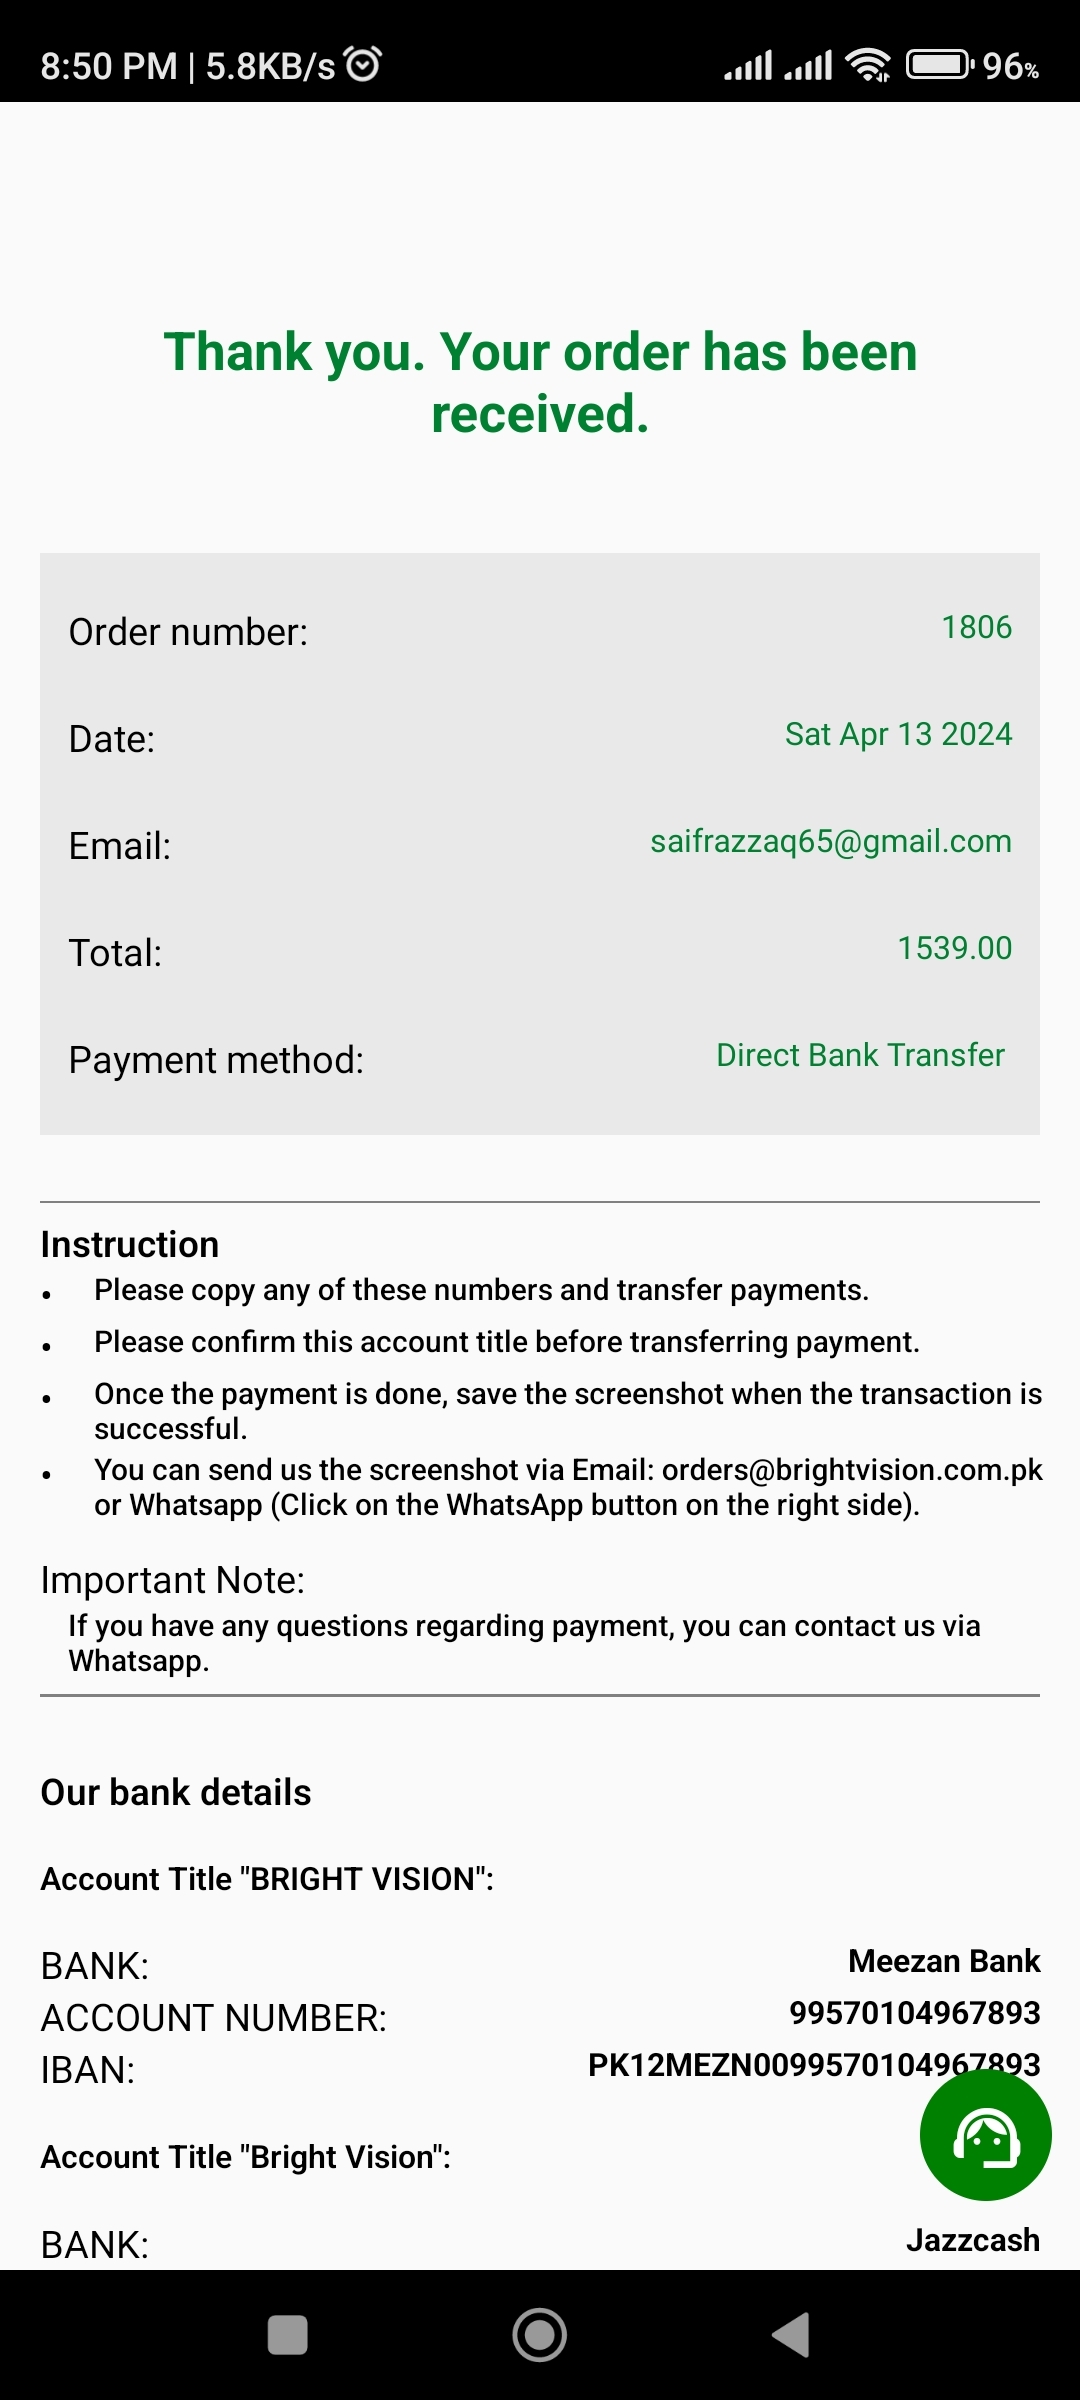 8:50 PM | 5.8KB/s
96%
Thank you. Your order has been
received.
Order number: 1806
Date: Sat Apr 13 2024
Email: saifrazzaq65@gmail.com
Total: 1539.00
Payment method: Direct Bank Transfer
Instruction
• Please copy any of these numbers and transfer payments.
• Please confirm this account title before transferring payment.
• Once the payment is done, save the screenshot when the transaction is
successful.
• You can send us the screenshot via Email: orders@brightvision.com.pk
or Whatsapp (Click on the WhatsApp button on the right side).
Important Note:
If you have any questions regarding payment, you can contact us via
Whatsapp.
Our bank details
Account Title "BRIGHT VISION":
BANK: Meezan Bank
ACCOUNT NUMBER: 99570104967893
IBAN: PK12MEZN0099570104967893
Account Title "Bright Vision":
BANK: Jazzcash